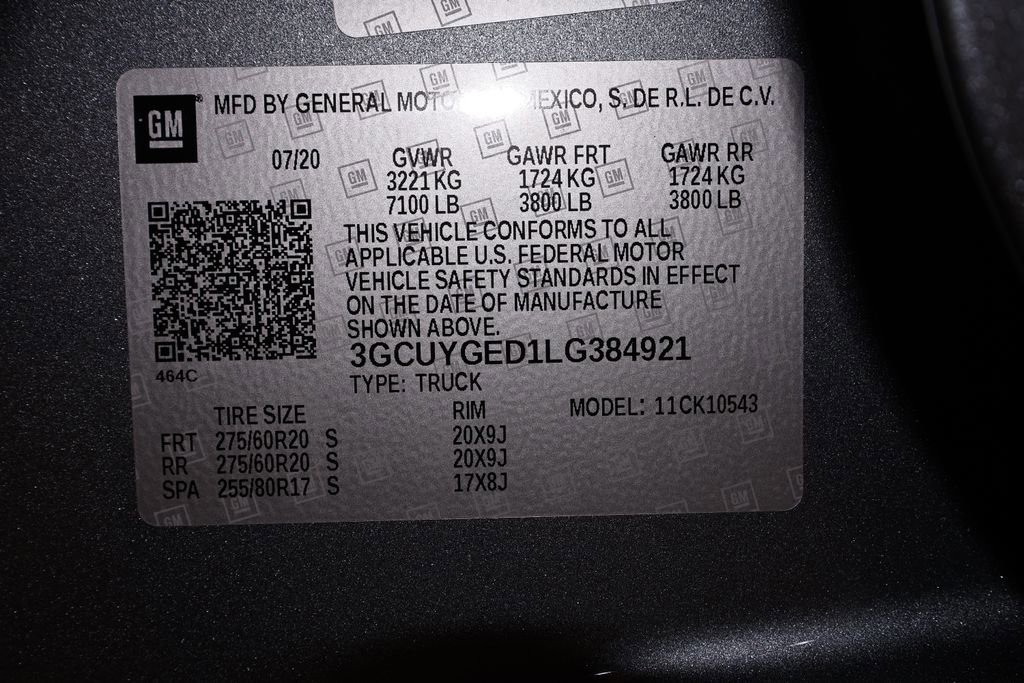 GM ® MFD BY GENERAL MOTO MEXICO, S. DE R.L. DE C.V.
07/20 GVWR GAWR FRT GAWR RR
3221 KG 1724 KG 1724 KG
7100 LB 3800 LB 3800 LB
THIS VEHICLE CONFORMS TO ALL
APPLICABLE U.S. FEDERAL MOTOR
VEHICLE SAFETY STANDARDS IN EFFECT
ON THE DATE OF MANUFACTURE
SHOWN ABOVE.
3GCUYGED1LG384921
464C
TYPE: TRUCK
TIRE SIZE RIM MODEL: 11CK10543
FRT 275/60R20 S 20X9J
RR 275/60R20 S 20X9J
SPA 255/80R17 S 17X8J